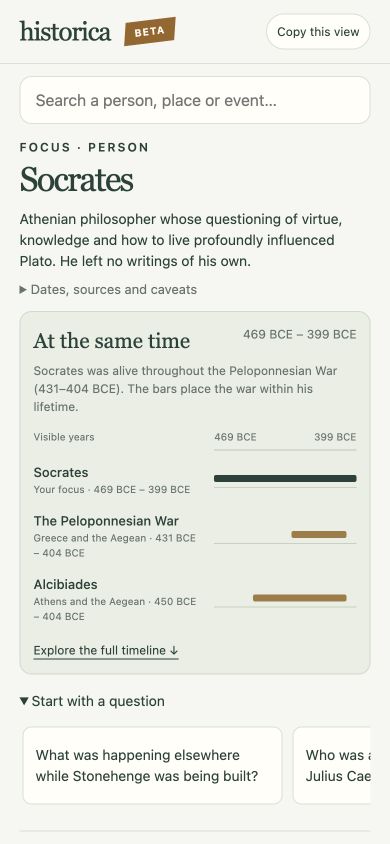 historica
BETA
Copy this view
Search a person, place or event...
FOCUS · PERSON
Socrates
Athenian philosopher whose questioning of virtue,
knowledge and how to live profoundly influenced
Plato. He left no writings of his own.
Dates, sources and caveats
At the same time
469 BCE – 399 BCE
Socrates was alive throughout the Peloponnesian War
(431–404 BCE). The bars place the war within his
lifetime.
Visible years
469 BCE
399 BCE
Socrates
Your focus · 469 BCE – 399 BCE
The Peloponnesian War
Greece and the Aegean · 431 BCE
– 404 BCE
Alcibiades
Athens and the Aegean · 450 BCE
– 404 BCE
Explore the full timeline ↓
Start with a question
What was happening elsewhere
while Stonehenge was being built?
Who was
Julius